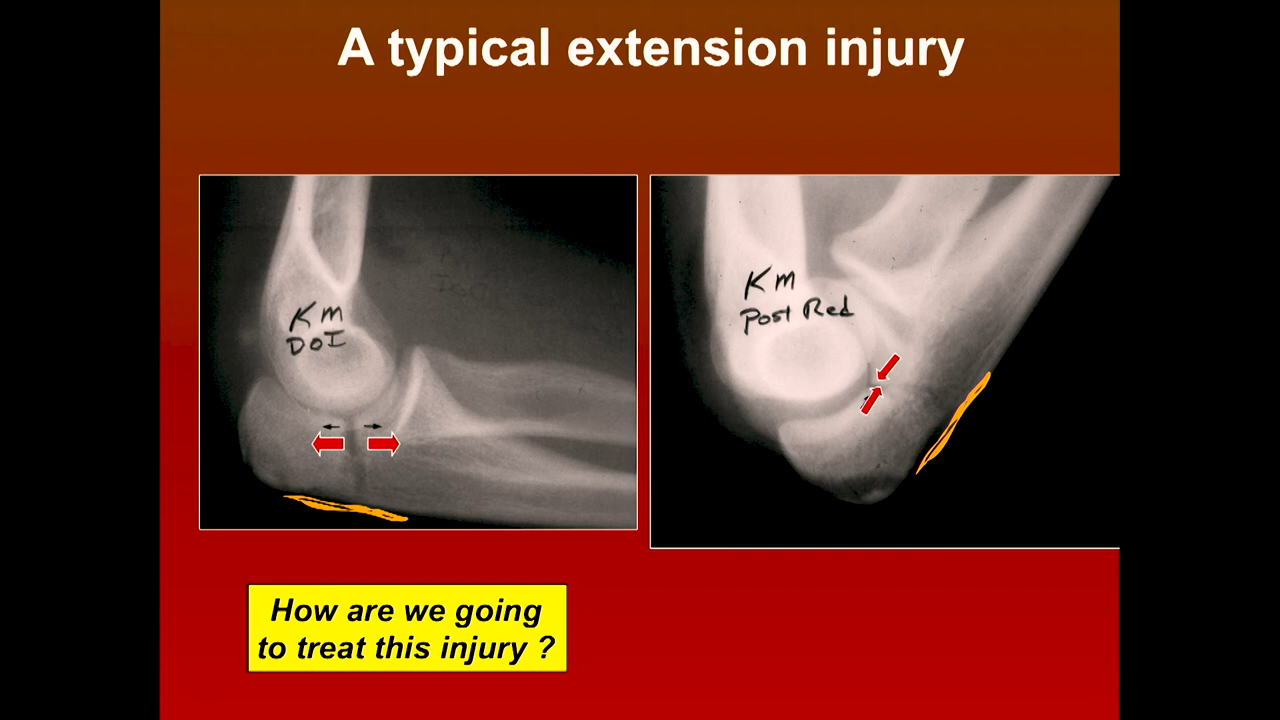 A typical extension injury
Km
DOI
Km
Post Red
How are we going
to treat this injury ?